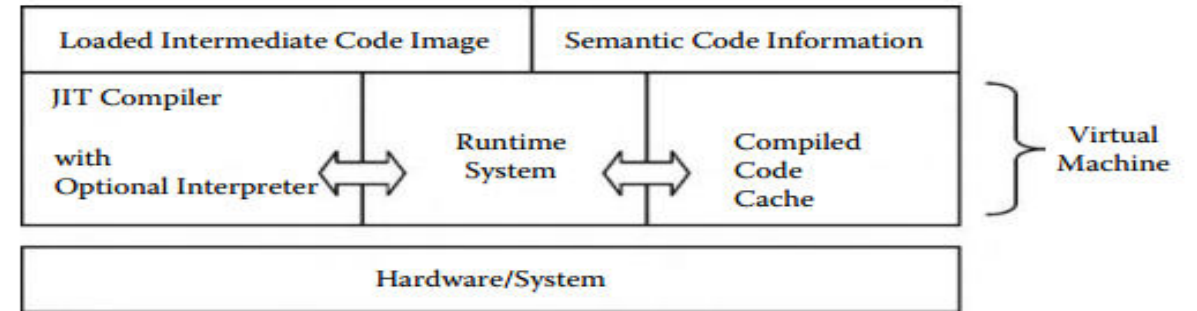 Loaded Intermediate Code Image
Semantic Code Information
JIT Compiler
with
Optional Interpreter
Runtime
System
Compiled
Code
Cache
Virtual
Machine
Hardware/System